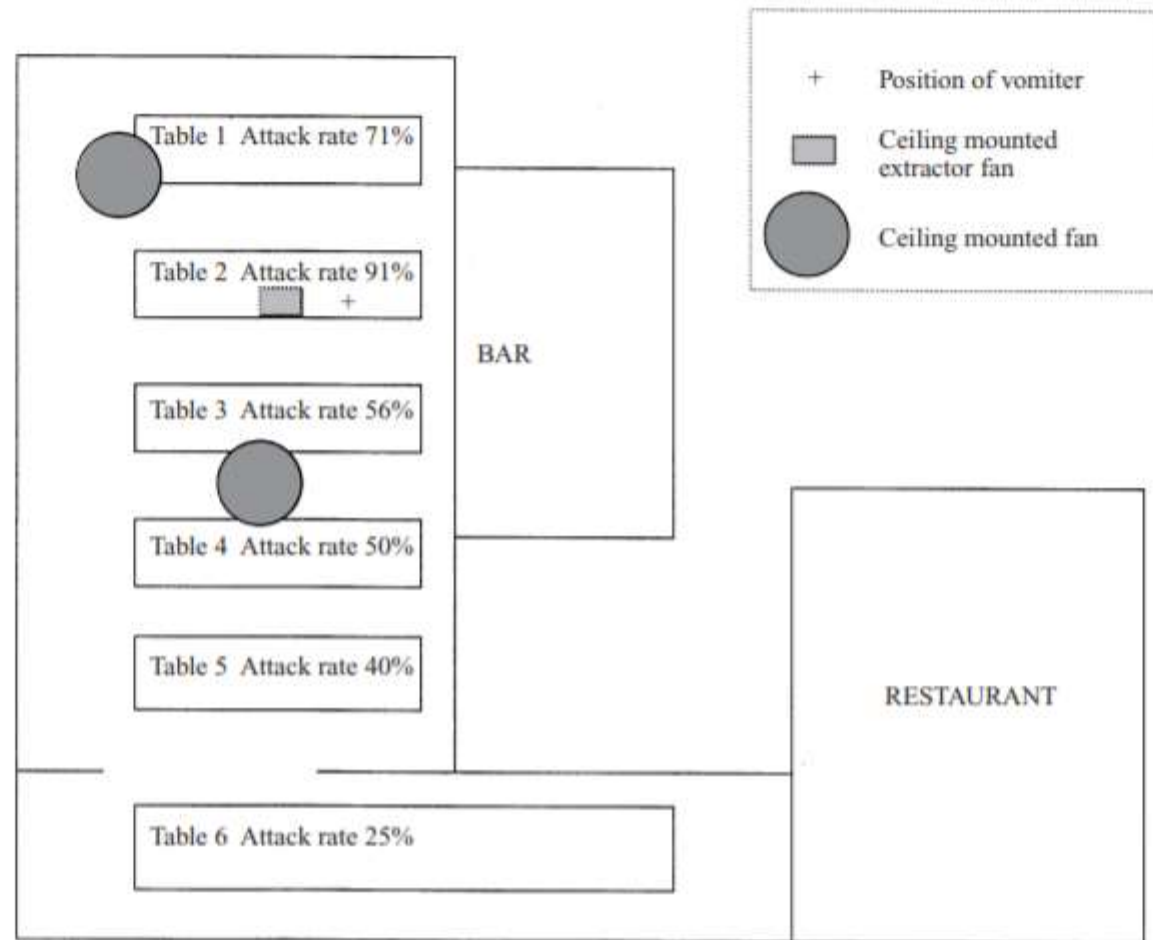 + Position of vomiter
Ceiling mounted
extractor fan
Ceiling mounted fan
Table 1 Attack rate 71%
Table 2 Attack rate 91%
+
BAR
Table 3 Attack rate 56%
Table 4 Attack rate 50%
Table 5 Attack rate 40%
RESTAURANT
Table 6 Attack rate 25%